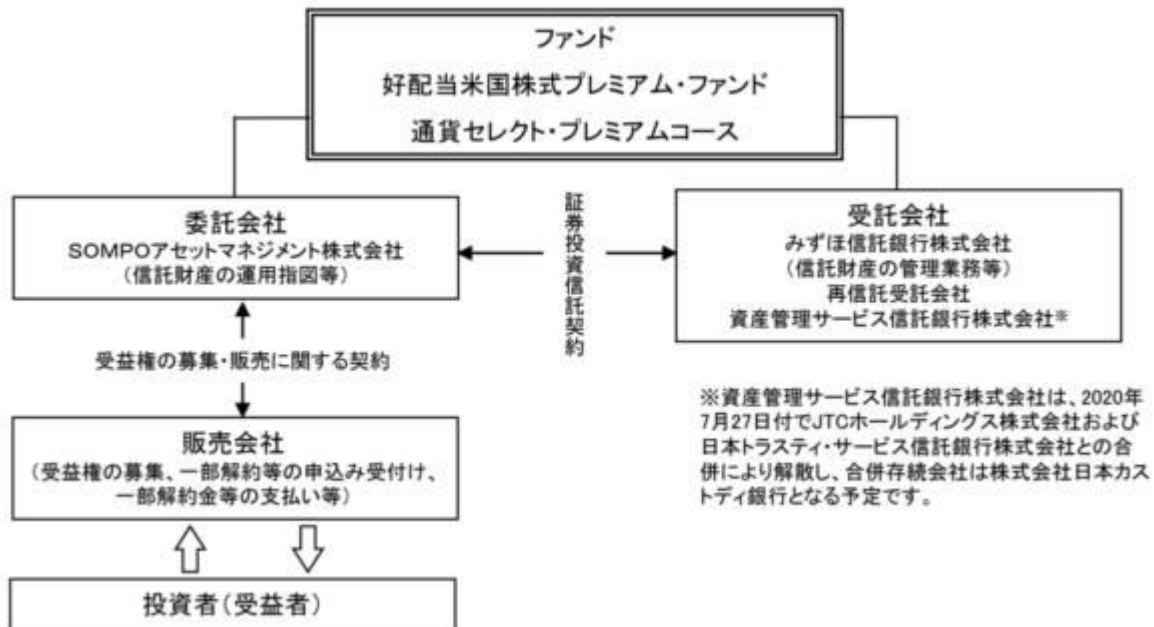 ファンド
好配当米国株式プレミアム・ファンド
通貨セレクト・プレミアムコース
委託会社
SOMPOアセットマネジメント株式会社
(信託財産の運用指図等)
証券投資信託契約
受託会社
みずほ信託銀行株式会社
(信託財産の管理業務等)
再信託受託会社
資産管理サービス信託銀行株式会社※
受益権の募集・販売に関する契約
販売会社
(受益権の募集、一部解約等の申込み受付け、
一部解約金等の支払い等)
投資者(受益者)
※資産管理サービス信託銀行株式会社は、2020年
7月27日付でJTCホールディングス株式会社および
日本トラスティ・サービス信託銀行株式会社との合
併により解散し、合併存続会社は株式会社日本カス
トディ銀行となる予定です。